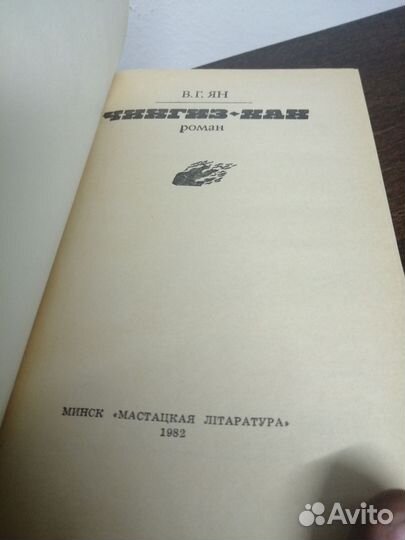 В. Г. ЯН
ЧИНГИЗ-ХАН
роман
МИНСК «МАСТАЦКАЯ ЛІТАРАТУРА»
1982
Avito